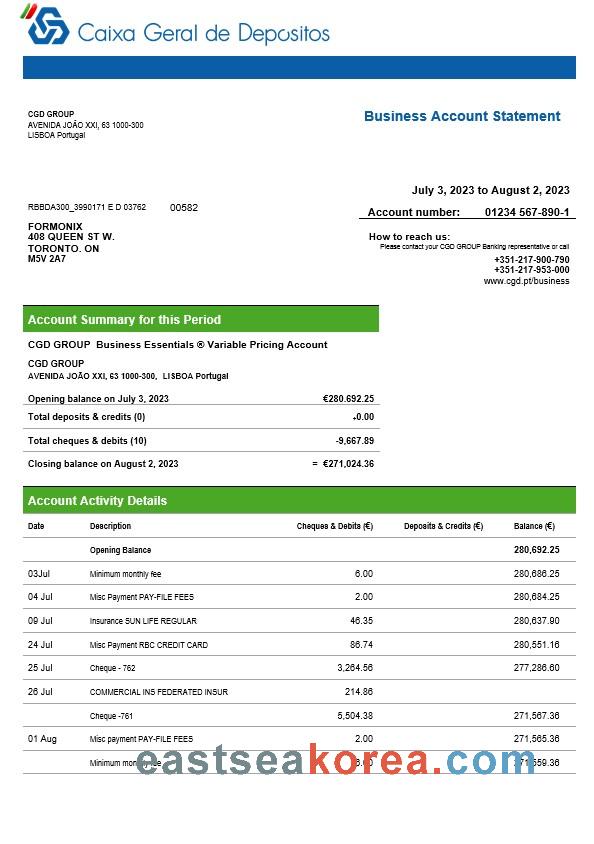 Caixa Geral de Depositos
CGD GROUP
AVENIDA JOÃO XXI, 63 1000-300
LISBOA Portugal
Business Account Statement
July 3, 2023 to August 2, 2023
RBBDA300_3990171 E D 03762 00582
Account number: 01234 567-890-1
FORMONIX
408 QUEEN ST W.
TORONTO. ON
M5V 2A7
How to reach us:
Please contact your CGD GROUP Banking representative or call
+351-217-900-790
+351-217-953-000
www.cgd.pt/business
Account Summary for this Period
CGD GROUP Business Essentials ® Variable Pricing Account
CGD GROUP
AVENIDA JOÃO XXI, 63 1000-300, LISBOA Portugal
Opening balance on July 3, 2023 €280.692.25
Total deposits & credits (0) +0.00
Total cheques & debits (10) -9,667.89
Closing balance on August 2, 2023 = €271,024.36
Account Activity Details
Date Description Cheques & Debits (€) Deposits & Credits (€) Balance (€)
Opening Balance 280,692.25
03Jul Minimum monthly fee 6.00 280,686.25
04 Jul Misc Payment PAY-FILE FEES 2.00 280,684.25
09 Jul Insurance SUN LIFE REGULAR 46.35 280,637.90
24 Jul Misc Payment RBC CREDIT CARD 86.74 280,551.16
25 Jul Cheque - 762 3,264.56 277,286.60
26 Jul COMMERCIAL INS FEDERATED INSUR 214.86
Cheque -761 5,504.38 271,567.36
01 Aug Misc payment PAY-FILE FEES 2.00 271,565.36
Minimum monthly fee 6.00 271,559.36
eastseakorea.com